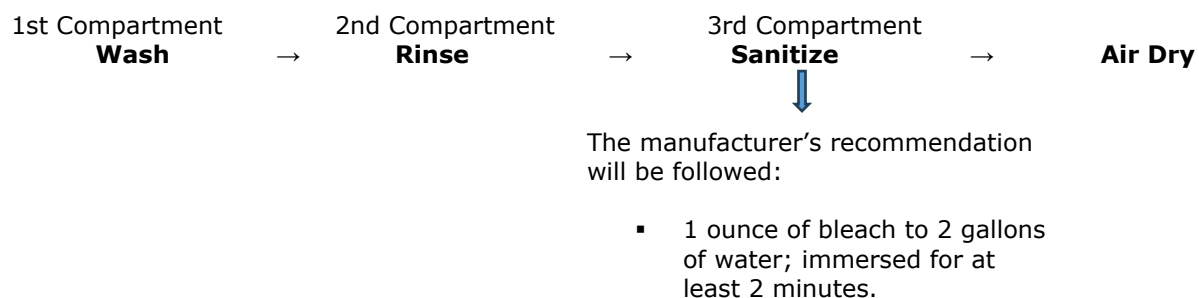 1st Compartment 2nd Compartment 3rd Compartment
Wash → Rinse → Sanitize → Air Dry
The manufacturer’s recommendation
will be followed:
▪ 1 ounce of bleach to 2 gallons
of water; immersed for at
least 2 minutes.